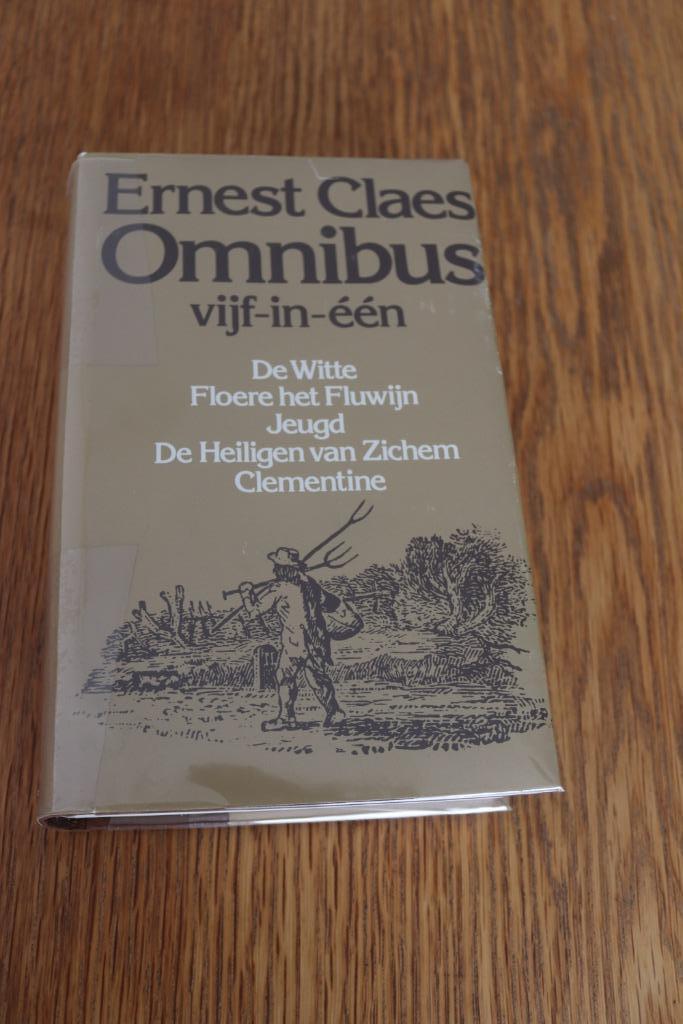 Ernest Claes
Omnibus
vijf-in-één
De Witte
Floere het Fluwijn
Jeugd
De Heiligen van Zichem
Clementine